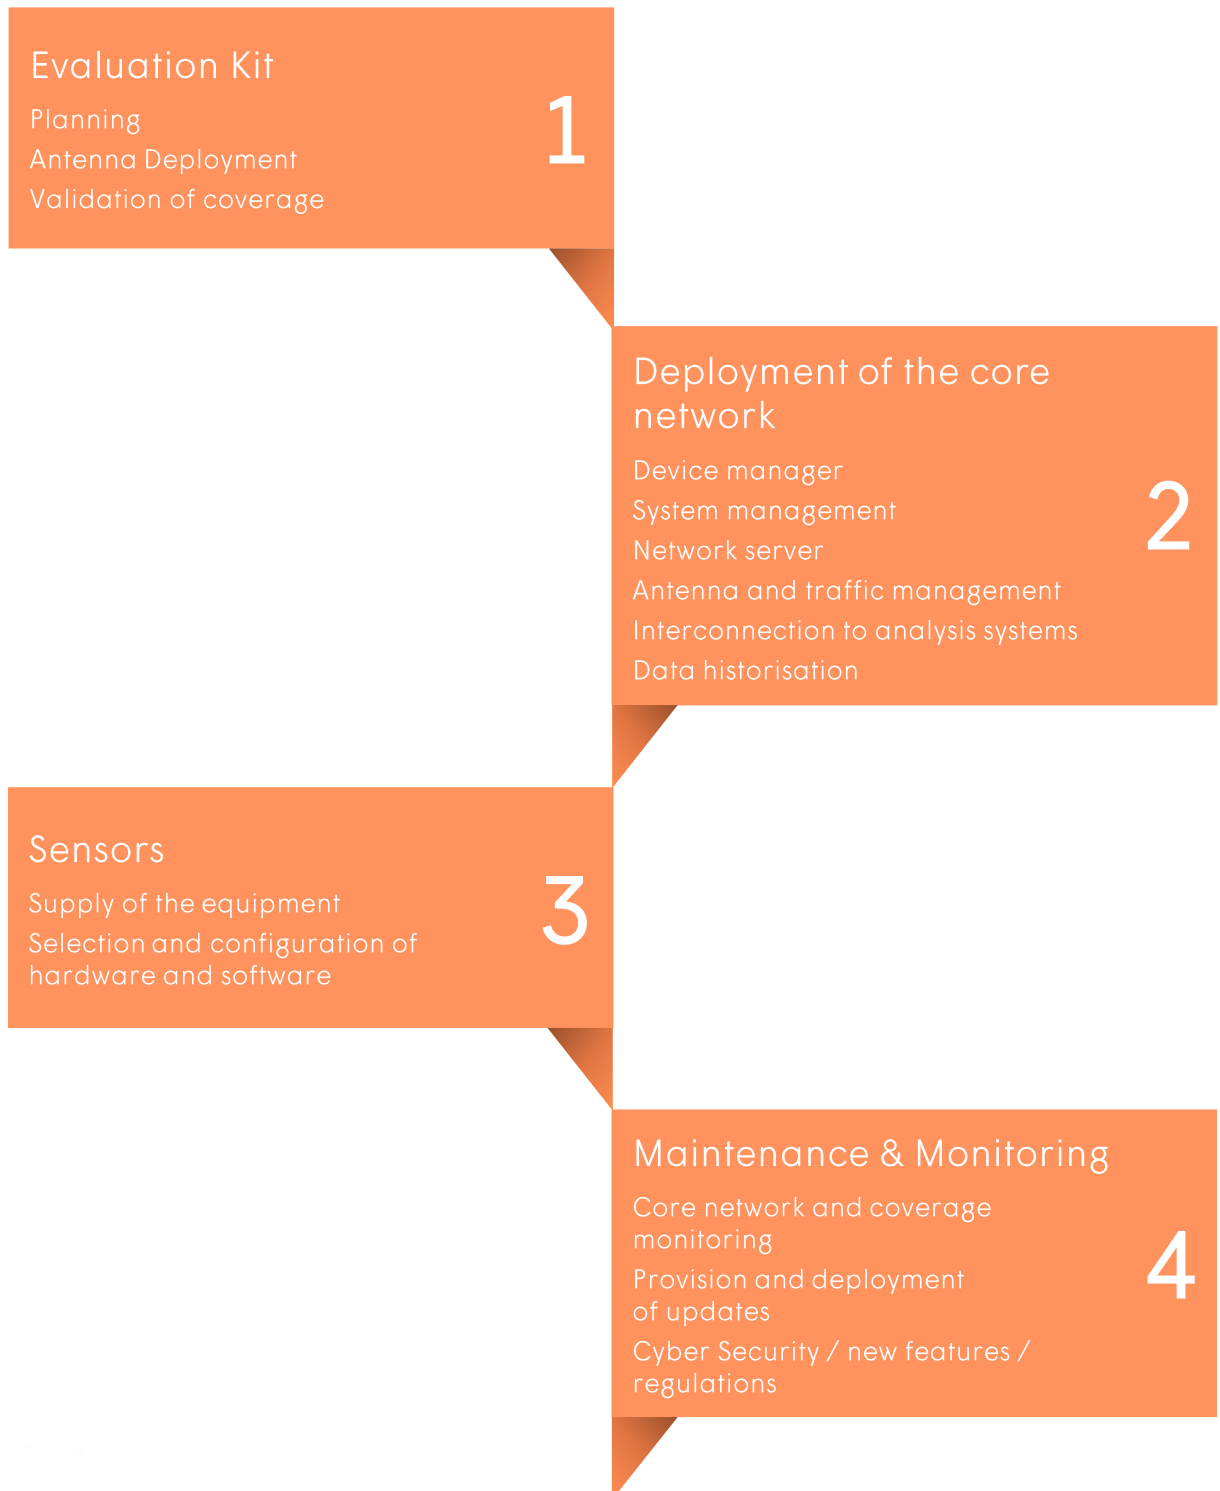 Evaluation Kit
Planning
Antenna Deployment
Validation of coverage
1
Deployment of the core
network
Device manager
System management
Network server
Antenna and traffic management
Interconnection to analysis systems
Data historisation
2
Sensors
Supply of the equipment
Selection and configuration of
hardware and software
3
Maintenance & Monitoring
Core network and coverage
monitoring
Provision and deployment
of updates
Cyber Security / new features /
regulations
4